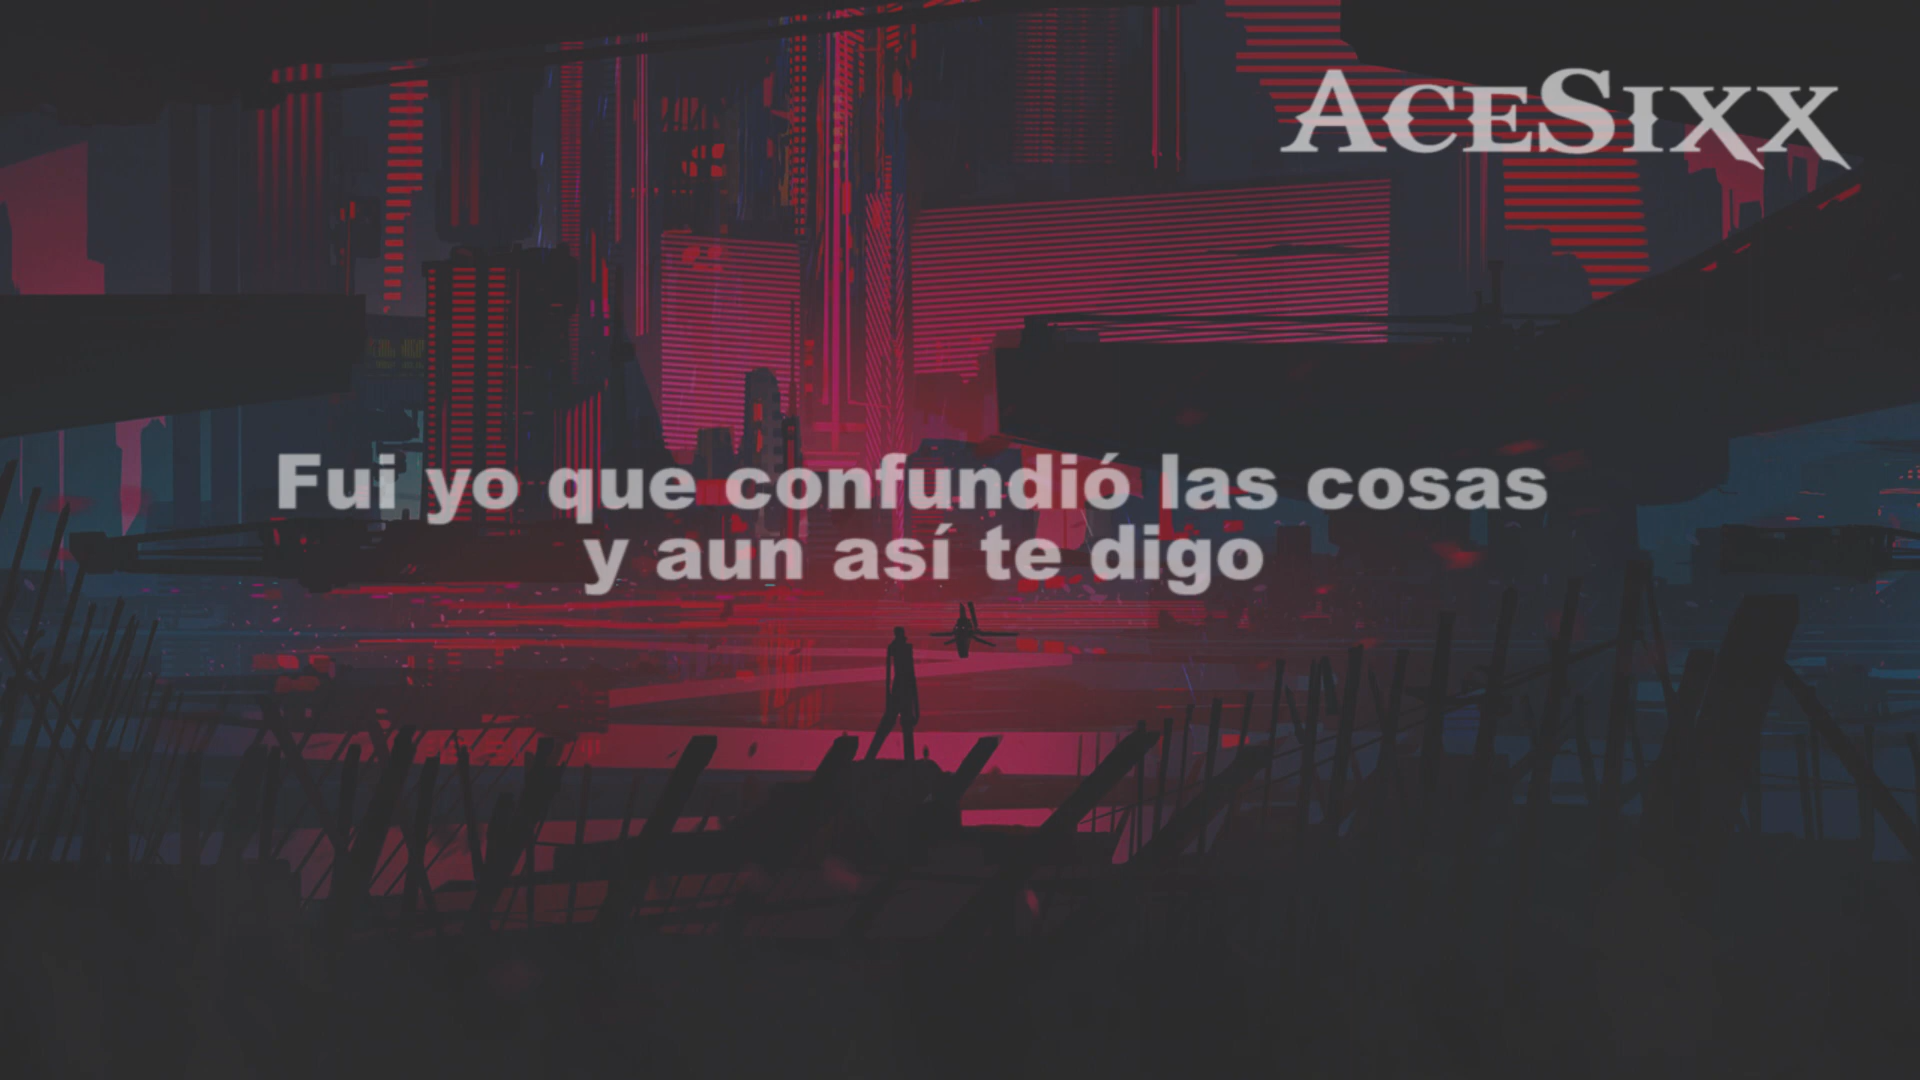 AceSixx
Fui yo que confundió las cosas
y aun así te digo